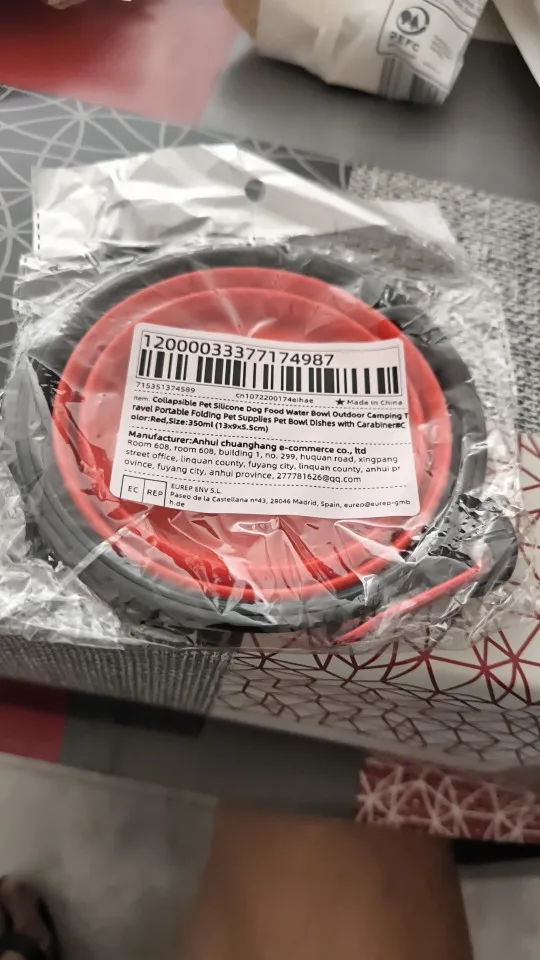 PEFC
12000033377174987
715351374589 cn1072200174eihae ★ Made in China
Item: Collapsible Pet Silicone Dog Food Water Bowl Outdoor Camping T
ravel Portable Folding Pet Supplies Pet Bowl Dishes with Carabiner®C
olor:Red,Size:350ml (13x9x5.5cm)
Manufacturer:Anhui chuanghang e-commerce co., ltd
Room 608, room 608, building 1, no. 299, huquan road, xingpang
street office, linquan county, fuyang city, linquan county, anhui pr
ovince, fuyang city, anhui province, 277781626@qq.com
EC REP EUREP ENV S.L.
Paseo de la Castellana nº43, 28046 Madrid, Spain, eurep@eurep-gmb
h.de